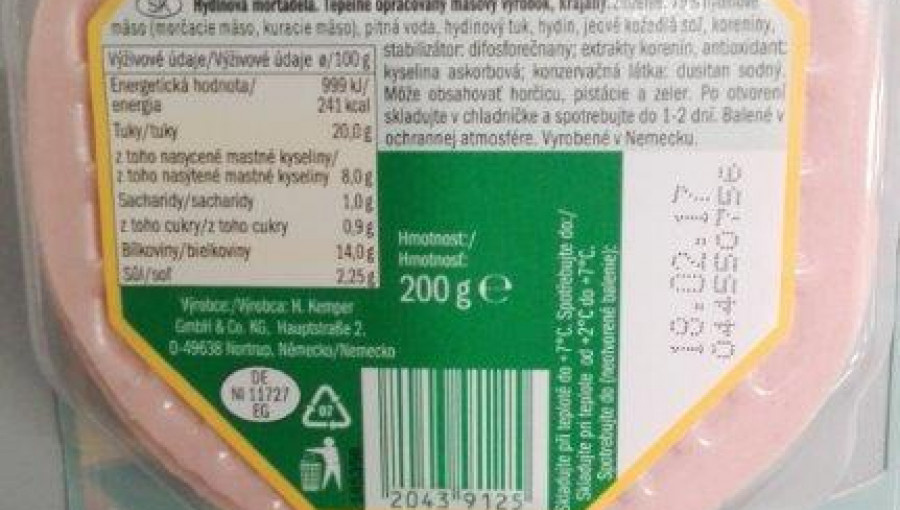 SK Hydinová mortadela. Tepelne opracovaný mäsový výrobok, krájaný.
mäso (morčacie mäso, kuracie mäso), pitná voda, hydinový tuk, hydin, jedlé soľ, koreniny,
stabilizátor: difosforečnany; extrakty korenín, antioxidant:
kyselina askorbová; konzervačná látka: dusitan sodný.
Môže obsahovať horčicu, pistácie a zeler. Po otvorení
skladujte v chladničke a spotrebujte do 1-2 dní. Balené v
ochrannej atmosfére. Vyrobené v Nemecku.
Výživové údaje/Výživové údaje ø/100 g
Energetická hodnota/ 999 kJ/
energia 241 kcal
Tuky/tuky 20,0 g
z toho nasycené mastné kyseliny/
z toho nasýtené mastné kyseliny 8,0 g
Sacharidy/sacharidy 1,0 g
z toho cukry/z toho cukry 0,9 g
Bílkoviny/bielkoviny 14,0 g
Sůl/soľ 2,25 g
Hmotnost:/
Hmotnosť:
200 g e
Výrobce:/Výrobca: H. Kemper
GmbH & Co. KG, Hauptstraße 2,
D-49638 Nortrup, Německo/Nemecko
DE
NI 11727
EG
07
2043 9125
Skladujte při teplotě do +7°C. Spotřebujte do:/
Skladujte pri teplote od +2°C do +7°C.
Spotrebujte do (neotvorené balenie):
18.02.17